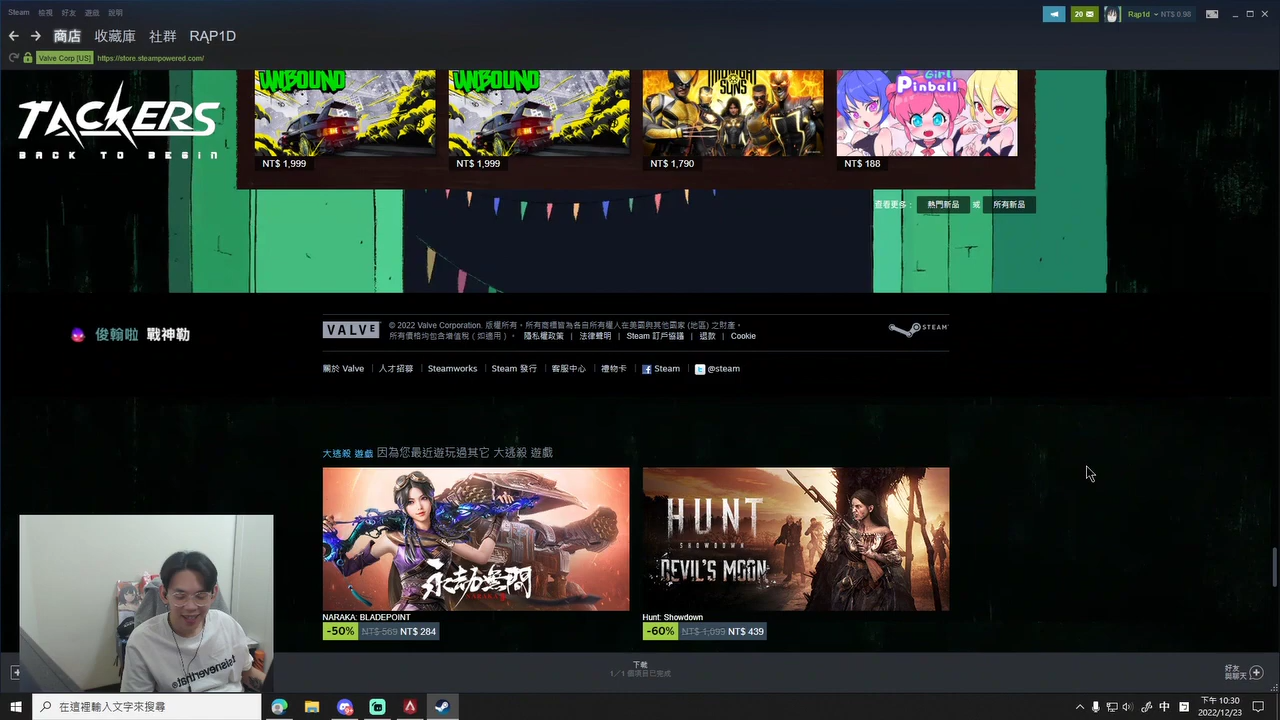 Steam 檢視 好友 遊戲 說明
20
Rap1d NT$ 0.98
商店 收藏庫 社群 RAP1D
Valve Corp [US] https://store.steampowered.com/
TACKERS
BACK TO BEGIN
UNBOUND
UNBOUND
MIDNIGHT SUNS
Girl Pinball
NT$ 1,999
NT$ 1,999
NT$ 1,790
NT$ 188
查看更多： 熱門新品 或 所有新品
俊翰啦 戰神勒
VALVE
© 2022 Valve Corporation. 版權所有。所有商標皆為各自所有權人在美國與其他國家 (地區) 之財產。
所有價格均包含增值稅（如適用）。 隱私權政策 | 法律聲明 | Steam 訂戶協議 | 退款 | Cookie
STEAM
關於 Valve | 人才招募 | Steamworks | Steam 發行 | 客服中心 | 禮物卡 | Steam | @steam
大逃殺 遊戲 因為您最近遊玩過其它 大逃殺 遊戲
永劫無間
HUNT
SHOWDOWN
DEVIL'S MOON
NARAKA: BLADEPOINT
-50% NT$ 569 NT$ 284
Hunt: Showdown
-60% NT$ 1,099 NT$ 439
下載
1／1 個項目已完成
好友
與聊天
在這裡輸入文字來搜尋
中
下午 10:30
2022/12/23